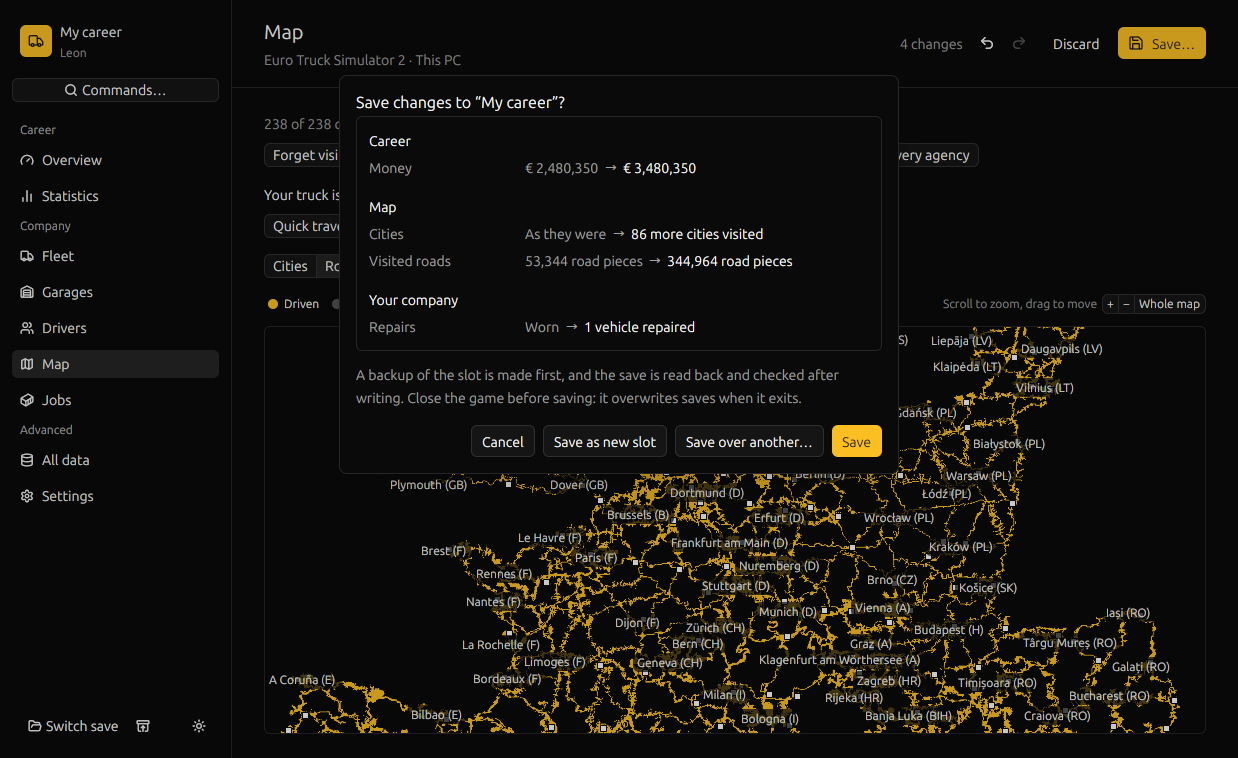 My career
Leon
Commands…
Career
Overview
Statistics
Company
Fleet
Garages
Drivers
Map
Jobs
Advanced
All data
Settings
Switch save
Map
Euro Truck Simulator 2 · This PC
4 changes
Discard
Save…
238 of 238
Forget
very agency
Your truck is
Quick
Cities
Driven
Scroll to zoom, drag to move
+
−
Whole map
Save changes to “My career”?
Career
Money € 2,480,350 → € 3,480,350
Map
Cities As they were → 86 more cities visited
Visited roads 53,344 road pieces → 344,964 road pieces
Your company
Repairs Worn → 1 vehicle repaired
A backup of the slot is made first, and the save is read back and checked after
writing. Close the game before saving: it overwrites saves when it exits.
Cancel
Save as new slot
Save over another…
Save
Liepāja (LV)
Daugavpils (LV)
Klaipėda (LT)
Vilnius (LT)
Gdańsk (PL)
Białystok (PL)
Warsaw (PL)
Łódź (PL)
Plymouth (GB)
Dover (GB)
Berlin (D)
Dortmund (D)
Brussels (B)
Erfurt (D)
Wrocław (PL)
Le Havre (F)
Frankfurt am Main (D)
Kraków (PL)
Brest (F)
Paris (F)
Nuremberg (D)
Rennes (F)
Stuttgart (D)
Brno (CZ)
Košice (SK)
Nantes (F)
Munich (D)
Vienna (A)
Iași (RO)
Dijon (F)
Zürich (CH)
Budapest (H)
La Rochelle (F)
Bern (CH)
Graz (A)
Târgu Mureș (RO)
Limoges (F)
Geneva (CH)
Klagenfurt am Wörthersee (A)
Galați (RO)
A Coruña (E)
Bordeaux (F)
Zagreb (HR)
Timișoara (RO)
Milan (I)
Rijeka (HR)
Bucharest (RO)
Bilbao (E)
Bologna (I)
Banja Luka (BIH)
Craiova (RO)